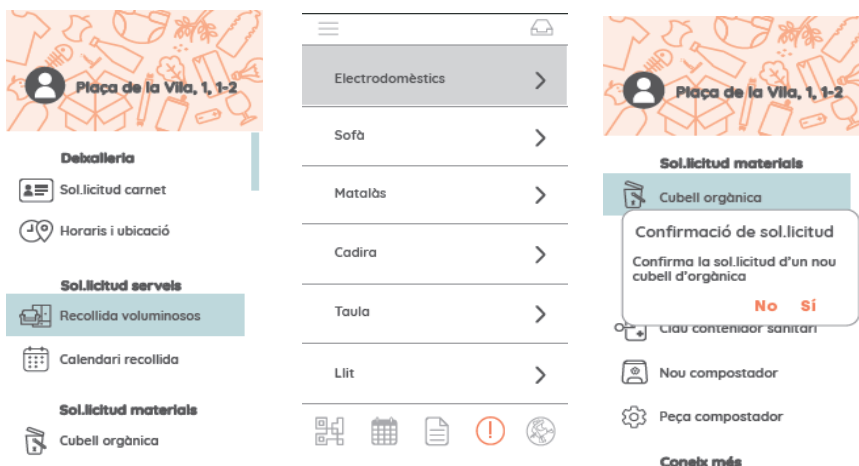 Plaça de la Vila, 1, 1-2
Deixalleria
Sol.licitud carnet
Horaris i ubicació
Sol.licitud serveis
Recollida voluminosos
Calendari recollida
Sol.licitud materials
Cubell orgànica
Electrodomèstics
Sofà
Matalàs
Cadira
Taula
Llit
Plaça de la Vila, 1, 1-2
Sol.licitud materials
Cubell orgànica
Confirmació de sol.licitud
Confirma la sol.licitud d'un nou
cubell d'orgànica
No Sí
Clau contenidor sanitari
Nou compostador
Peça compostador
Coneix més